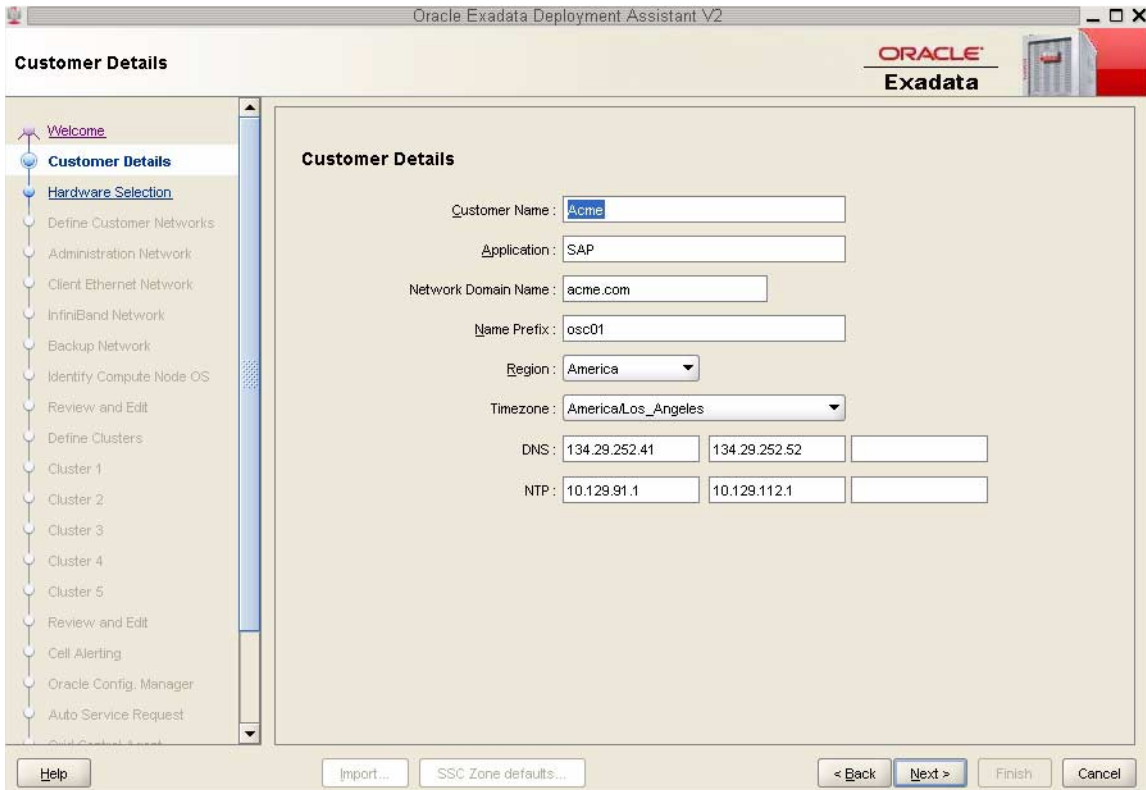 Oracle Exadata Deployment Assistant V2
Customer Details
ORACLE
Exadata
Welcome
Customer Details
Hardware Selection
Define Customer Networks
Administration Network
Client Ethernet Network
InfiniBand Network
Backup Network
Identify Compute Node OS
Review and Edit
Define Clusters
Cluster 1
Cluster 2
Cluster 3
Cluster 4
Cluster 5
Review and Edit
Cell Alerting
Oracle Config. Manager
Auto Service Request
Customer Details
Customer Name : Acme
Application : SAP
Network Domain Name : acme.com
Name Prefix : osc01
Region : America
Timezone : America/Los_Angeles
DNS : 134.29.252.41 134.29.252.52
NTP : 10.129.91.1 10.129.112.1
Help Import... SSC Zone defaults... < Back Next > Finish Cancel